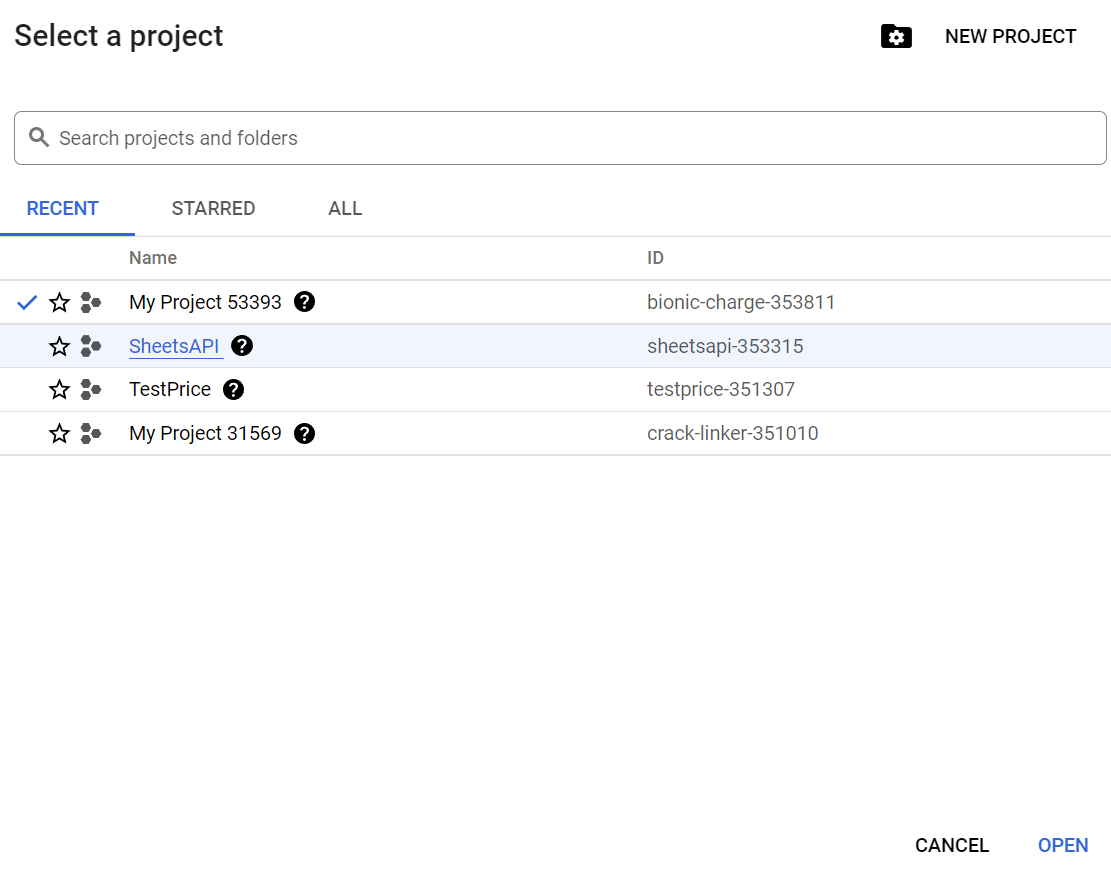 Select a project
NEW PROJECT
Search projects and folders
RECENT STARRED ALL
Name ID
My Project 53393 bionic-charge-353811
SheetsAPI sheetsapi-353315
TestPrice testprice-351307
My Project 31569 crack-linker-351010
CANCEL OPEN